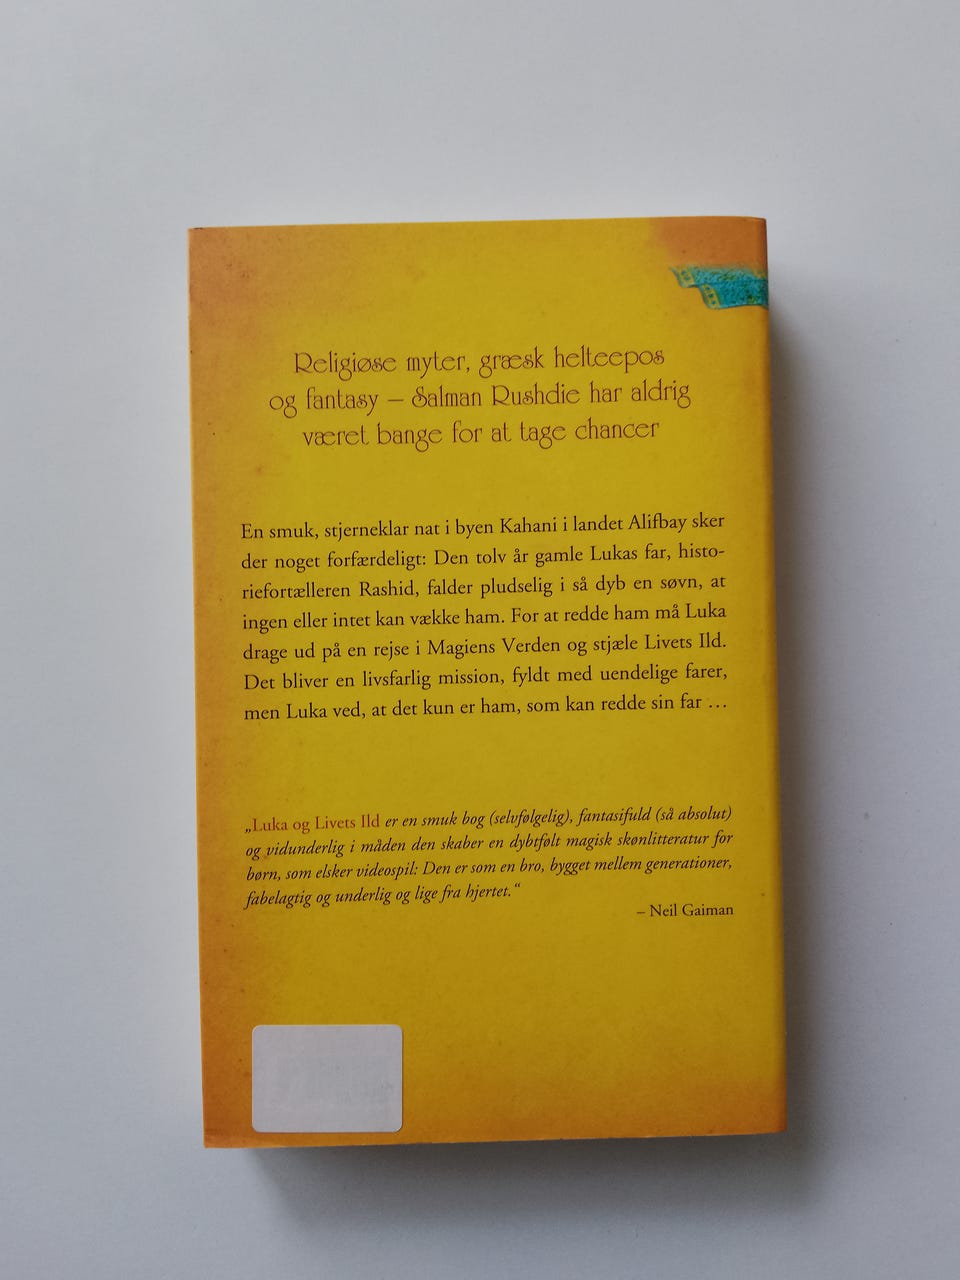 Religiøse myter, græsk helteepos
og fantasy – Salman Rushdie har aldrig
været bange for at tage chancer
En smuk, stjerneklar nat i byen Kahani i landet Alifbay sker
der noget forfærdeligt: Den tolv år gamle Lukas far, histo-
riefortælleren Rashid, falder pludselig i så dyb en søvn, at
ingen eller intet kan vække ham. For at redde ham må Luka
drage ud på en rejse i Magiens Verden og stjæle Livets Ild.
Det bliver en livsfarlig mission, fyldt med uendelige farer,
men Luka ved, at det kun er ham, som kan redde sin far …
„Luka og Livets Ild er en smuk bog (selvfølgelig), fantasifuld (så absolut)
og vidunderlig i måden den skaber en dybtfølt magisk skønlitteratur for
børn, som elsker videospil: Den er som en bro, bygget mellem generationer,
fabelagtig og underlig og lige fra hjertet.“
– Neil Gaiman